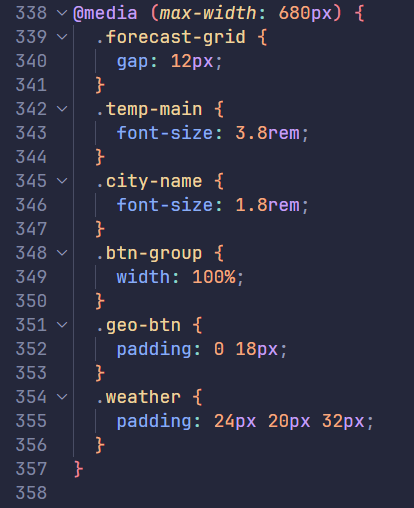 338 @media (max-width: 680px) {
339   .forecast-grid {
340     gap: 12px;
341   }
342   .temp-main {
343     font-size: 3.8rem;
344   }
345   .city-name {
346     font-size: 1.8rem;
347   }
348   .btn-group {
349     width: 100%;
350   }
351   .geo-btn {
352     padding: 0 18px;
353   }
354   .weather {
355     padding: 24px 20px 32px;
356   }
357 }
358